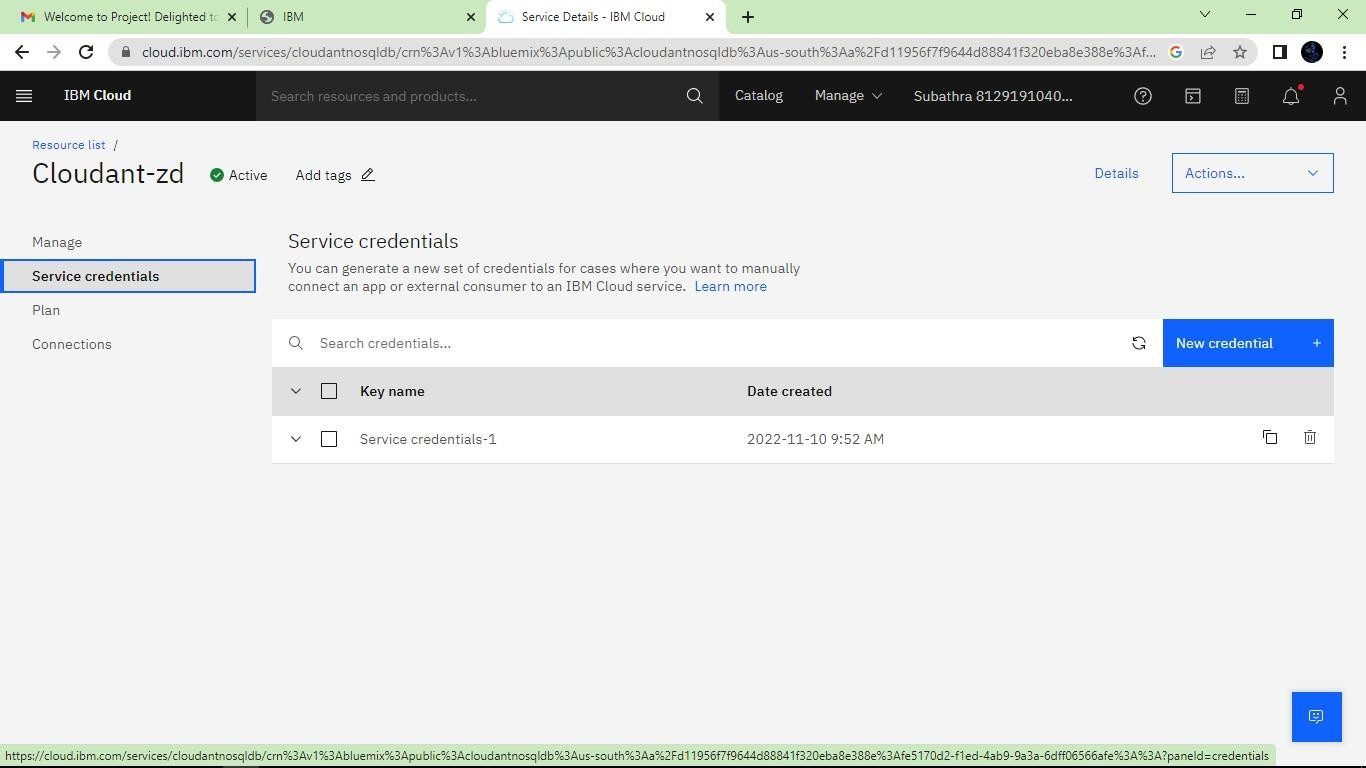 Welcome to Project! Delighted to
IBM
Service Details - IBM Cloud
cloud.ibm.com/services/cloudantnosqldb/crn%3Av1%3Abluemix%3Apublic%3Acloudantnosqldb%3Aus-south%3Aa%2Fd11956f7f9644d88841f320eba8e388e%3Af...
IBM Cloud
Search resources and products...
Catalog
Manage
Subathra 8129191040...
Resource list /
Cloudant-zd
Active
Add tags
Details
Actions...
Manage
Service credentials
Plan
Connections
Service credentials
You can generate a new set of credentials for cases where you want to manually
connect an app or external consumer to an IBM Cloud service. Learn more
Search credentials...
New credential +
Key name
Date created
Service credentials-1
2022-11-10 9:52 AM
https://cloud.ibm.com/services/cloudantnosqldb/crn%3Av1%3Abluemix%3Apublic%3Acloudantnosqldb%3Aus-south%3Aa%2Fd11956f7f9644d88841f320eba8e388e%3Afe5170d2-f1ed-4ab9-9a3a-6dff06566afe%3A%3A?paneId=credentials